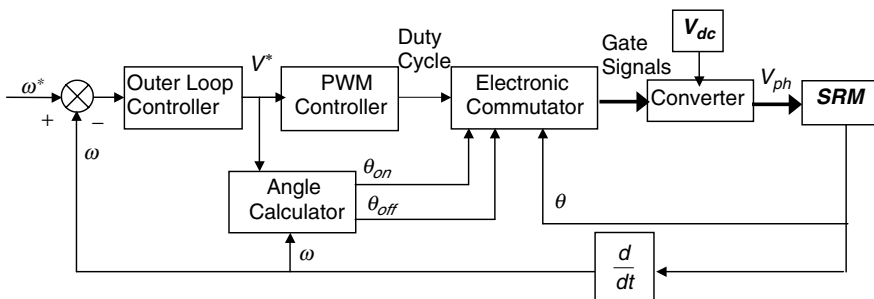 V_dc
Duty
Cycle
Gate
Signals
ω*
+
−
ω
Outer Loop
Controller
V*
PWM
Controller
Electronic
Commutator
Converter
V_ph
SRM
Angle
Calculator
θ_on
θ_off
θ
ω
d
dt